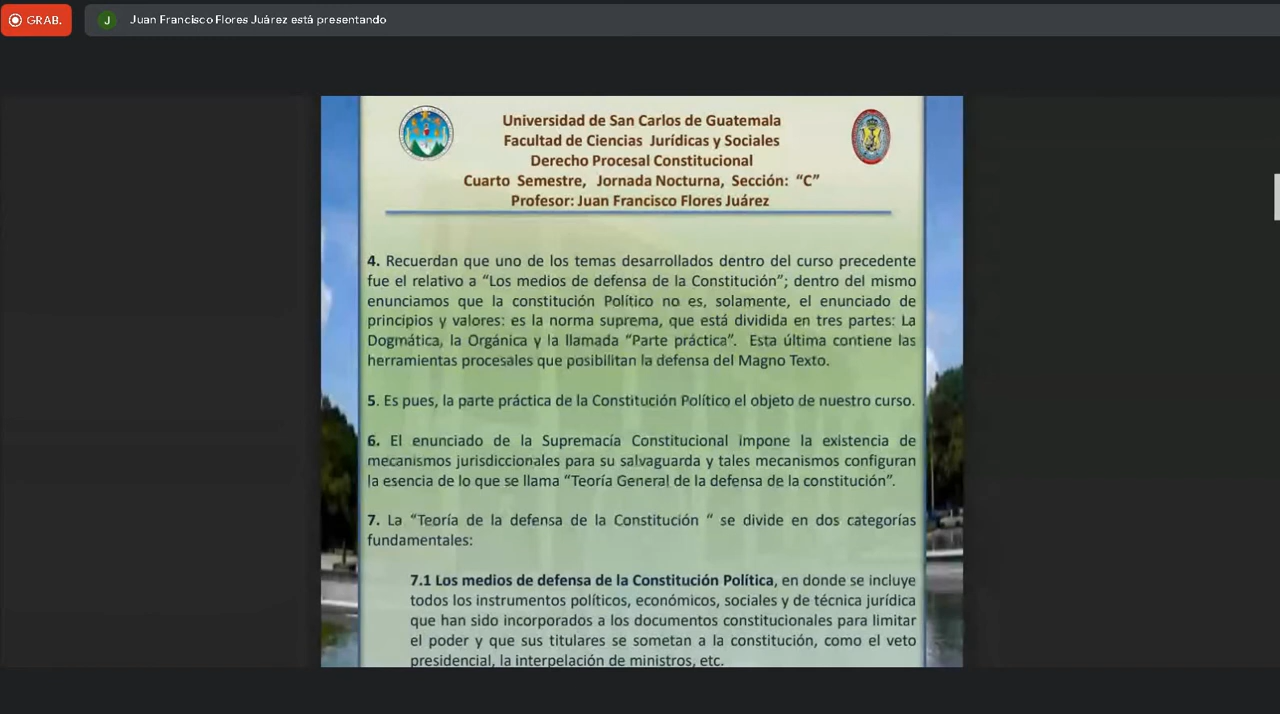 GRAB.
J
Juan Francisco Flores Juárez está presentando
Universidad de San Carlos de Guatemala
Facultad de Ciencias Jurídicas y Sociales
Derecho Procesal Constitucional
Cuarto Semestre, Jornada Nocturna, Sección: “C”
Profesor: Juan Francisco Flores Juárez
4. Recuerdan que uno de los temas desarrollados dentro del curso precedente
fue el relativo a “Los medios de defensa de la Constitución”; dentro del mismo
enunciamos que la constitución Político no es, solamente, el enunciado de
principios y valores: es la norma suprema, que está dividida en tres partes: La
Dogmática, la Orgánica y la llamada “Parte práctica”. Esta última contiene las
herramientas procesales que posibilitan la defensa del Magno Texto.
5. Es pues, la parte práctica de la Constitución Político el objeto de nuestro curso.
6. El enunciado de la Supremacía Constitucional impone la existencia de
mecanismos jurisdiccionales para su salvaguarda y tales mecanismos configuran
la esencia de lo que se llama “Teoría General de la defensa de la constitución”.
7. La “Teoría de la defensa de la Constitución “ se divide en dos categorías
fundamentales:
7.1 Los medios de defensa de la Constitución Política, en donde se incluye
todos los instrumentos políticos, económicos, sociales y de técnica jurídica
que han sido incorporados a los documentos constitucionales para limitar
el poder y que sus titulares se sometan a la constitución, como el veto
presidencial, la interpelación de ministros, etc.